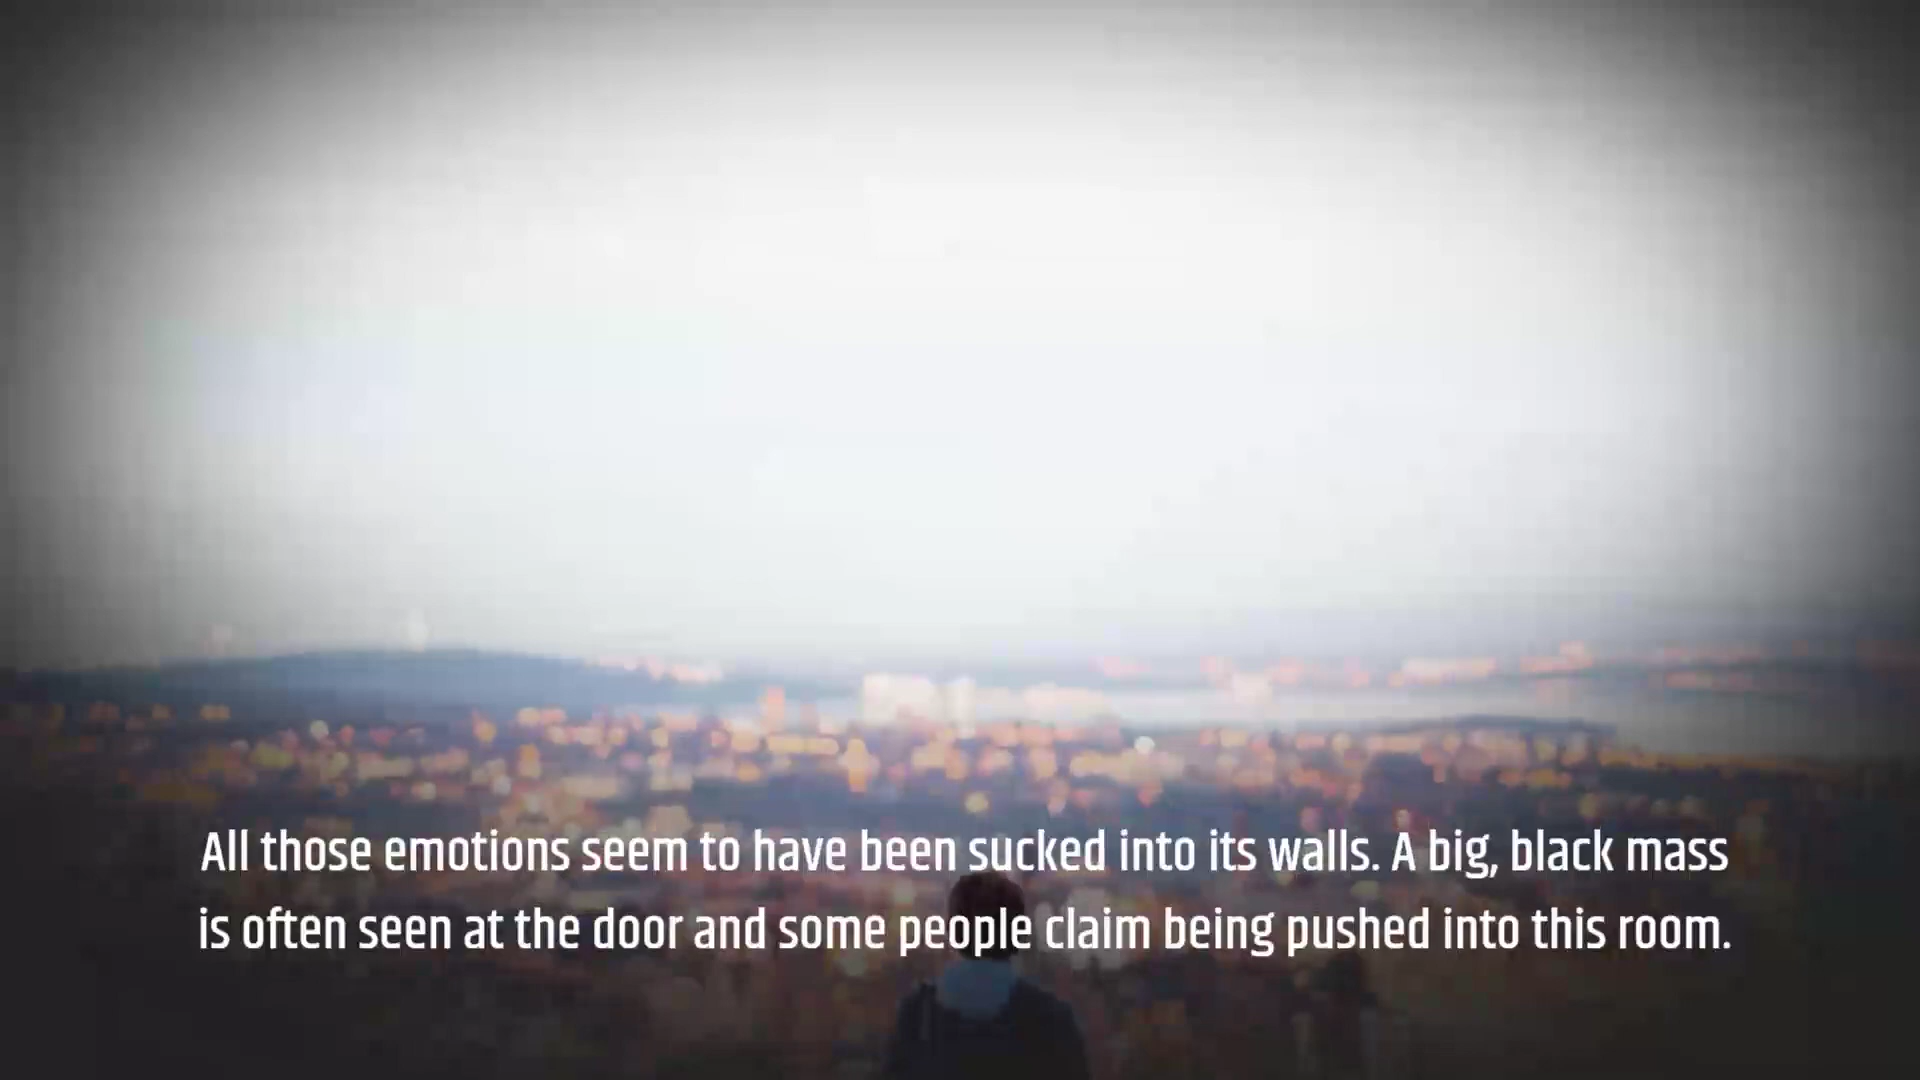 All those emotions seem to have been sucked into its walls. A big, black mass
is often seen at the door and some people claim being pushed into this room.